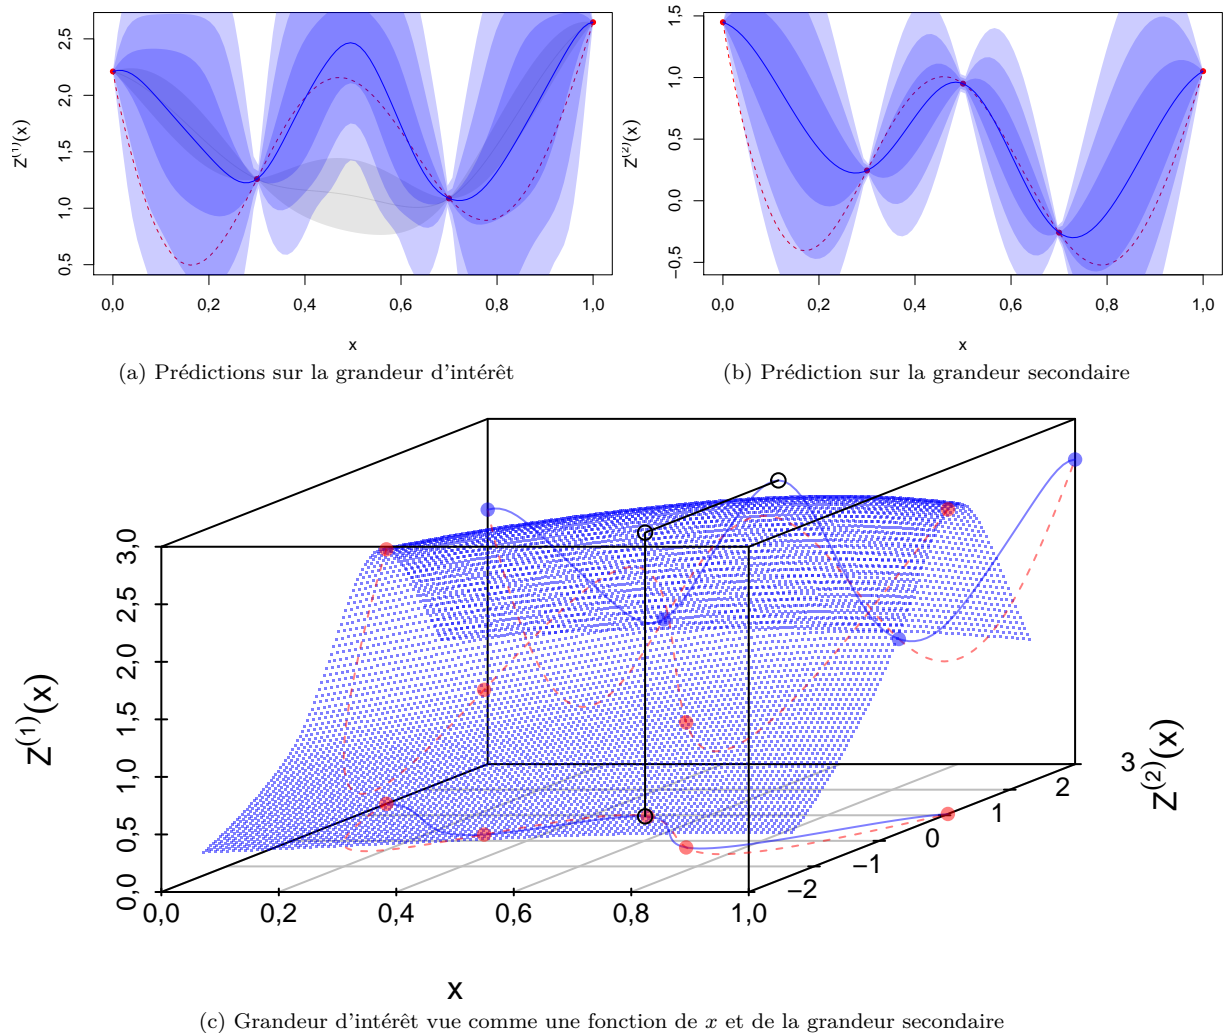 2,5
2,0
1,5
1,0
0,5
Z⁽¹⁾(x)
0,0 0,2 0,4 0,6 0,8 1,0
x
(a) Prédictions sur la grandeur d'intérêt
1,5
1,0
0,5
0,0
−0,5
Z⁽²⁾(x)
0,0 0,2 0,4 0,6 0,8 1,0
x
(b) Prédiction sur la grandeur secondaire
3,0
2,5
2,0
1,5
1,0
0,5
0,0
Z⁽¹⁾(x)
3
2
1
0
−1
−2
Z⁽²⁾(x)
0,0 0,2 0,4 0,6 0,8 1,0
x
(c) Grandeur d'intérêt vue comme une fonction de x et de la grandeur secondaire